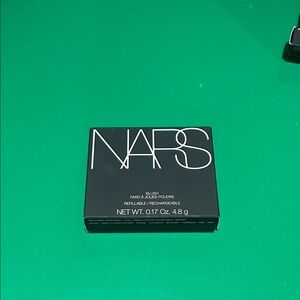 NARS
BLUSH
FARD À JOUES POUDRE
REFILLABLE / RECHARGEABLE
NET WT. 0.17 Oz. 4.8 g